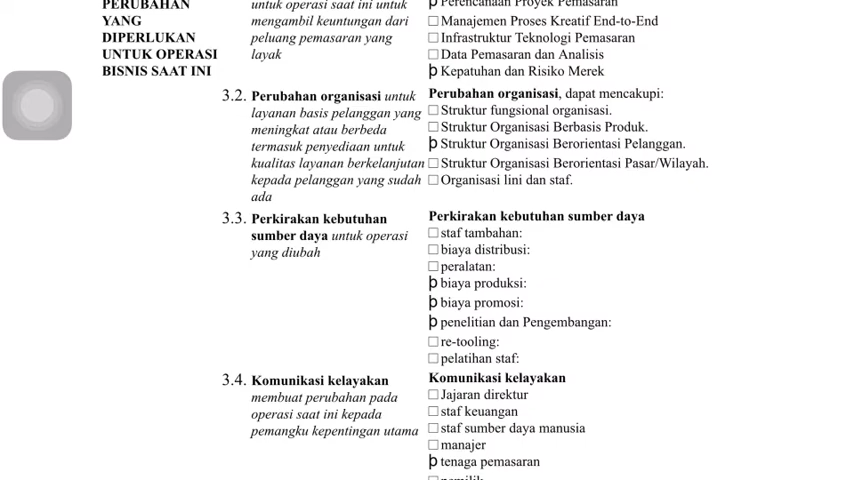 PERUBAHAN
YANG
DIPERLUKAN
UNTUK OPERASI
BISNIS SAAT INI
untuk operasi saat ini untuk
mengambil keuntungan dari
peluang pemasaran yang
layak
þ Perencanaan Proyek Pemasaran
□ Manajemen Proses Kreatif End-to-End
□ Infrastruktur Teknologi Pemasaran
□ Data Pemasaran dan Analisis
þ Kepatuhan dan Risiko Merek
3.2. Perubahan organisasi untuk
layanan basis pelanggan yang
meningkat atau berbeda
termasuk penyediaan untuk
kualitas layanan berkelanjutan
kepada pelanggan yang sudah
ada
Perubahan organisasi, dapat mencakupi:
□ Struktur fungsional organisasi.
□ Struktur Organisasi Berbasis Produk.
þ Struktur Organisasi Berorientasi Pelanggan.
□ Struktur Organisasi Berorientasi Pasar/Wilayah.
□ Organisasi lini dan staf.
3.3. Perkirakan kebutuhan
sumber daya untuk operasi
yang diubah
Perkirakan kebutuhan sumber daya
□ staf tambahan:
□ biaya distribusi:
□ peralatan:
þ biaya produksi:
þ biaya promosi:
þ penelitian dan Pengembangan:
□ re-tooling:
□ pelatihan staf:
3.4. Komunikasi kelayakan
membuat perubahan pada
operasi saat ini kepada
pemangku kepentingan utama
Komunikasi kelayakan
□ Jajaran direktur
□ staf keuangan
□ staf sumber daya manusia
□ manajer
þ tenaga pemasaran